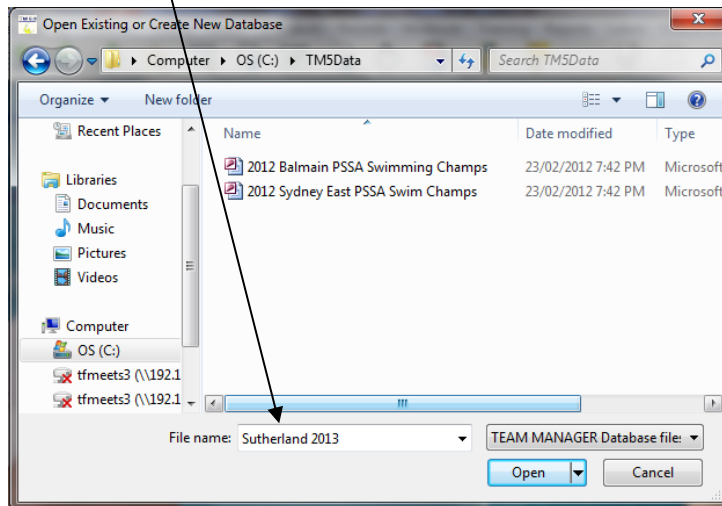 Open Existing or Create New Database
Computer OS (C:) TM5Data
Search TM5Data
Organize New folder
Recent Places
Libraries
Documents
Music
Pictures
Videos
Computer
OS (C:)
tfmeets3 (\\192.1
tfmeets3 (\\192.1
Name Date modified Type
2012 Balmain PSSA Swimming Champs 23/02/2012 7:42 PM Microsoft
2012 Sydney East PSSA Swim Champs 23/02/2012 7:42 PM Microsoft
File name: Sutherland 2013
TEAM MANAGER Database file:
Open Cancel